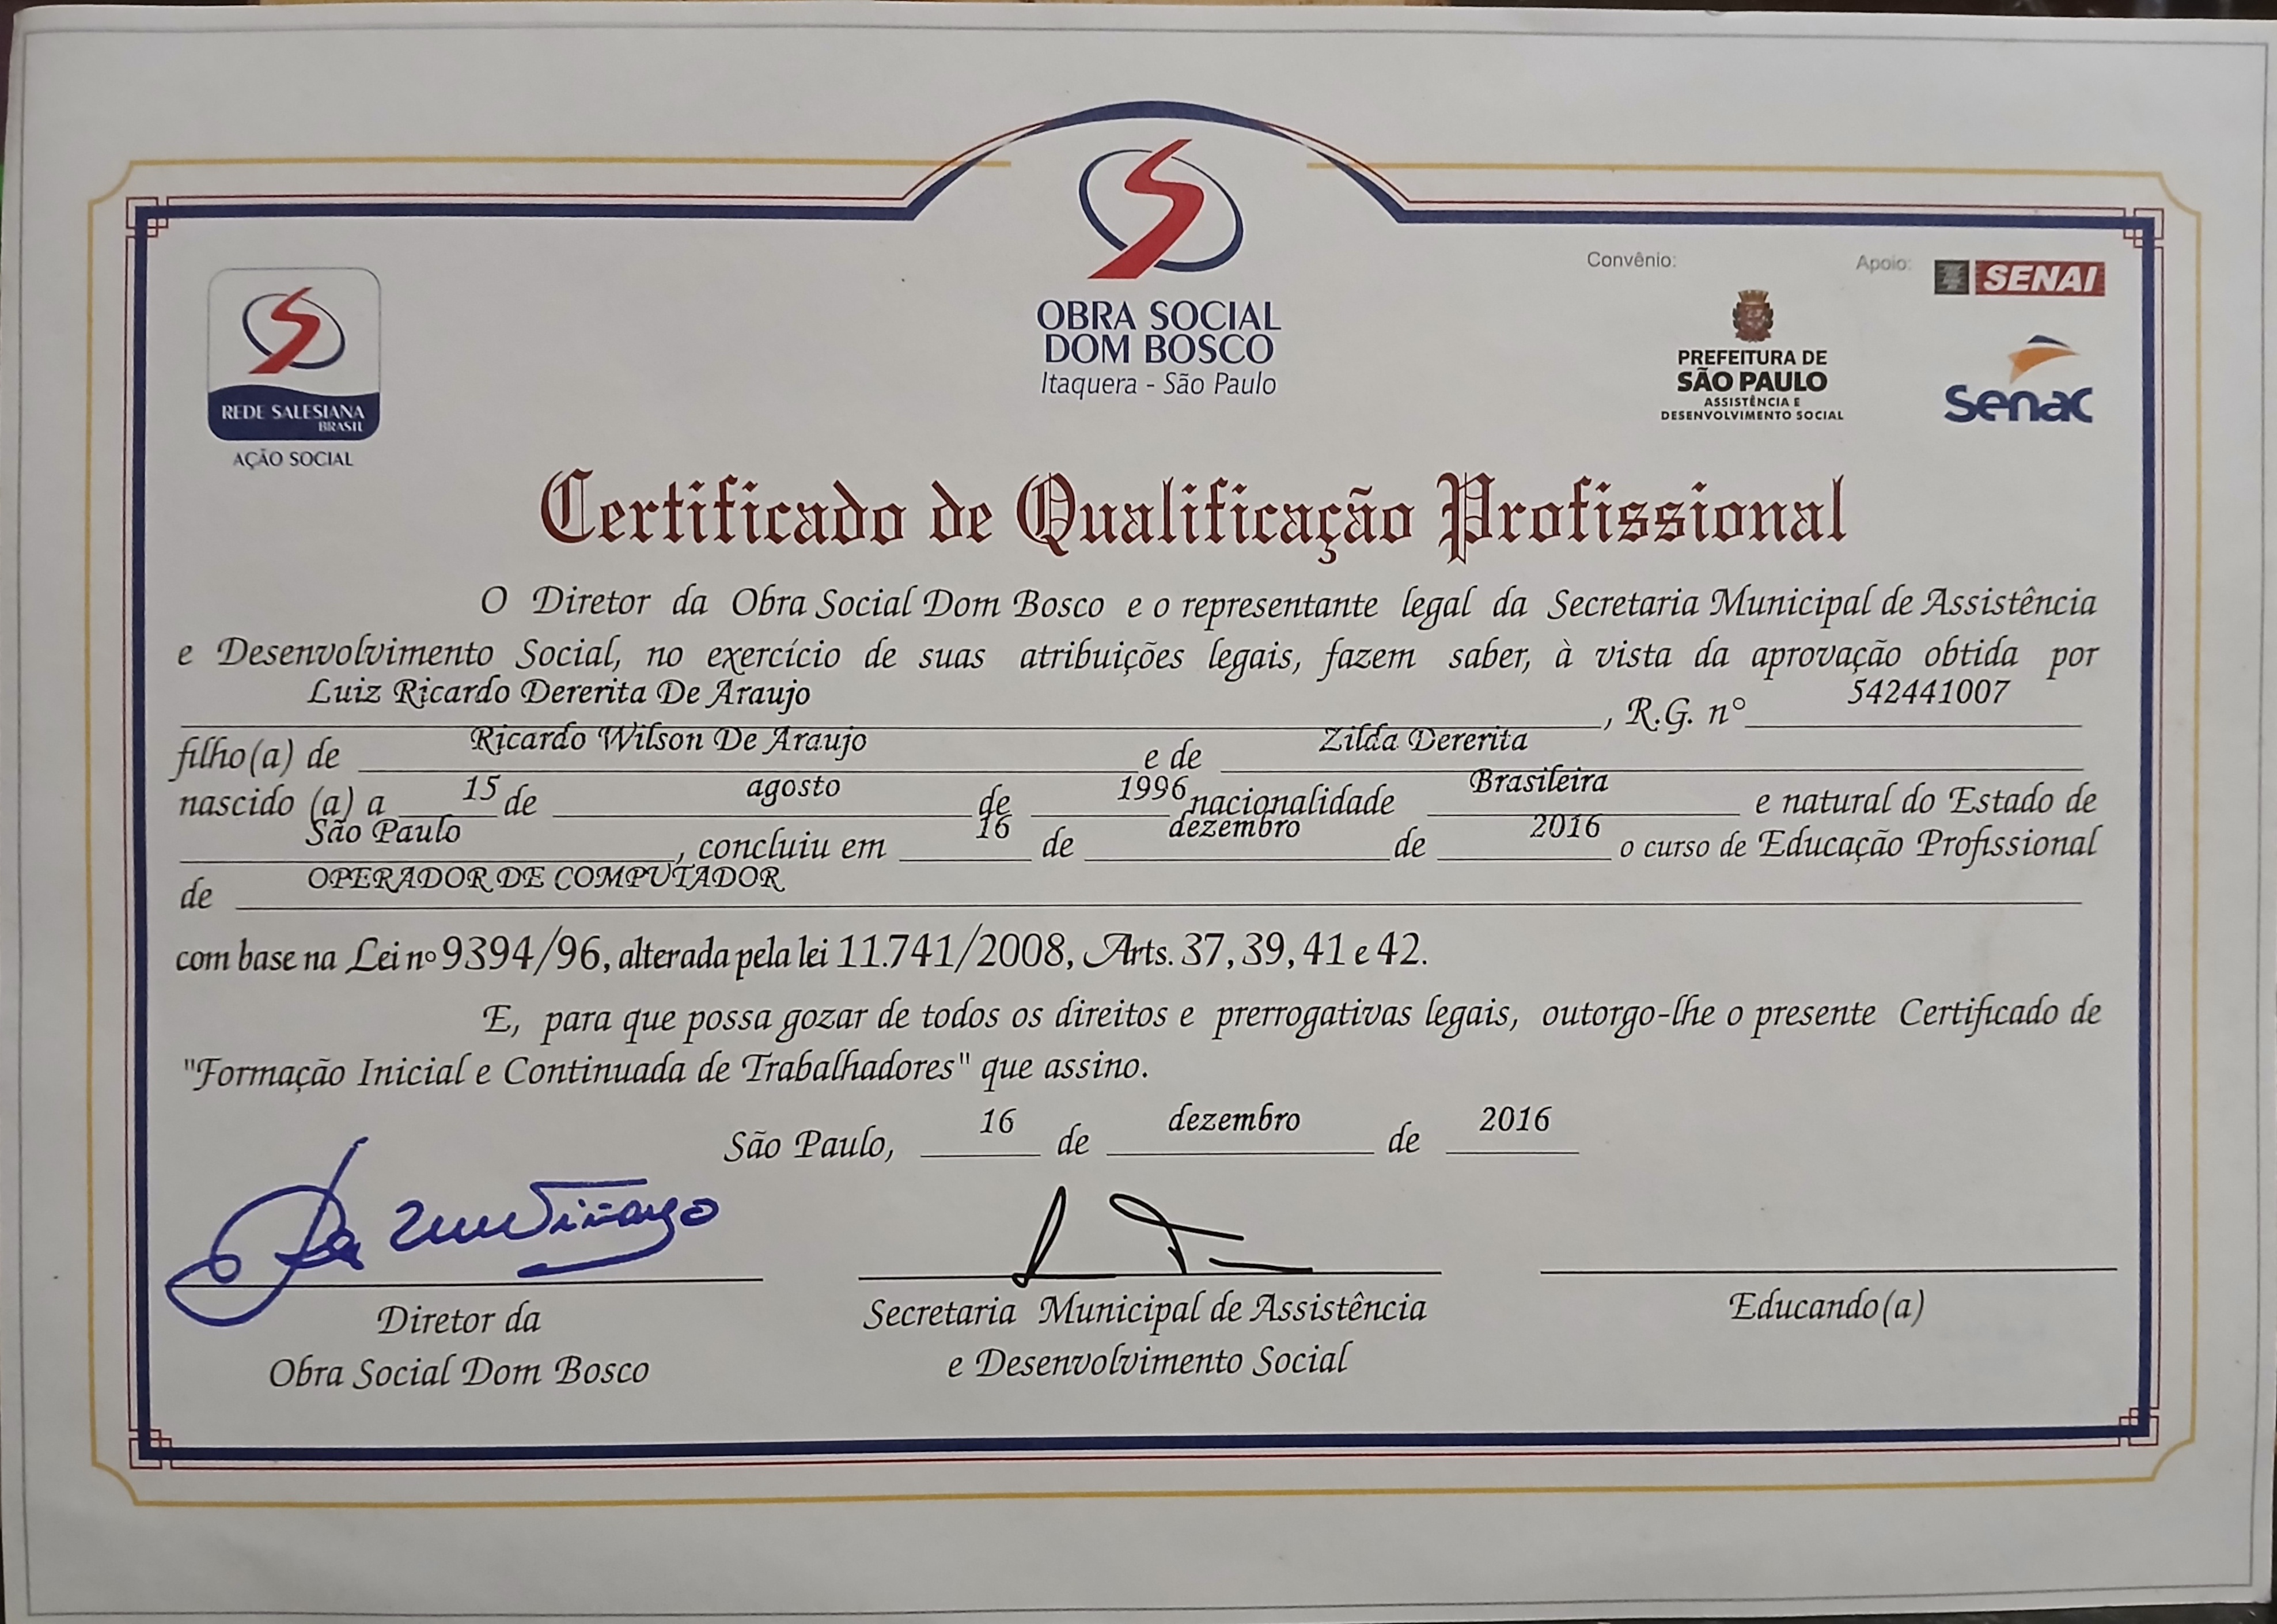 OBRA SOCIAL
DOM BOSCO
Itaquera - São Paulo
REDE SALESIANA
BRASIL
AÇÃO SOCIAL
Convênio:
PREFEITURA DE
SÃO PAULO
ASSISTÊNCIA E
DESENVOLVIMENTO SOCIAL
Apoio:
SENAI
Senac
Certificado de Qualificação Profissional
O Diretor da Obra Social Dom Bosco e o representante legal da Secretaria Municipal de Assistência
e Desenvolvimento Social, no exercício de suas atribuições legais, fazem saber, à vista da aprovação obtida por
Luiz Ricardo Dererita De Araujo, R.G. nº 542441007
filho(a) de Ricardo Wilson De Araujo e de Zilda Dererita
nascido (a) a 15 de agosto de 1996 nacionalidade Brasileira e natural do Estado de
São Paulo, concluiu em 16 de dezembro de 2016 o curso de Educação Profissional
de OPERADOR DE COMPUTADOR
com base na Lei nº 9394/96, alterada pela lei 11.741/2008, Arts. 37, 39, 41 e 42.
E, para que possa gozar de todos os direitos e prerrogativas legais, outorgo-lhe o presente Certificado de
"Formação Inicial e Continuada de Trabalhadores" que assino.
São Paulo, 16 de dezembro de 2016
Diretor da
Obra Social Dom Bosco
Secretaria Municipal de Assistência
e Desenvolvimento Social
Educando(a)